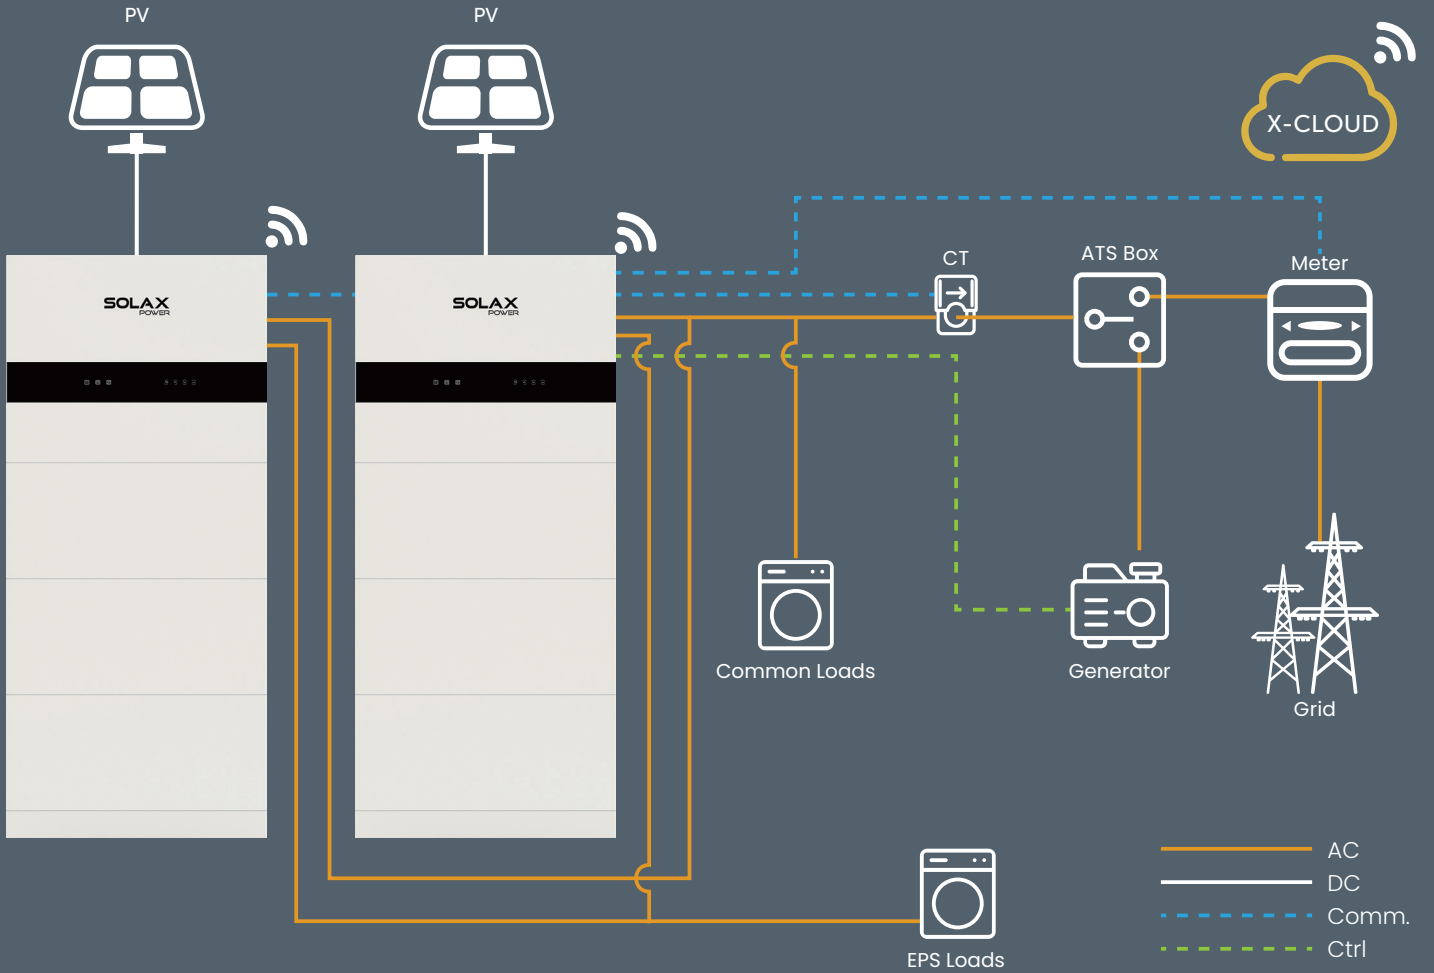 PV
PV
X-CLOUD
SOLAX
POWER
SOLAX
POWER
CT
ATS Box
Meter
Common Loads
Generator
Grid
EPS Loads
AC
DC
Comm.
Ctrl